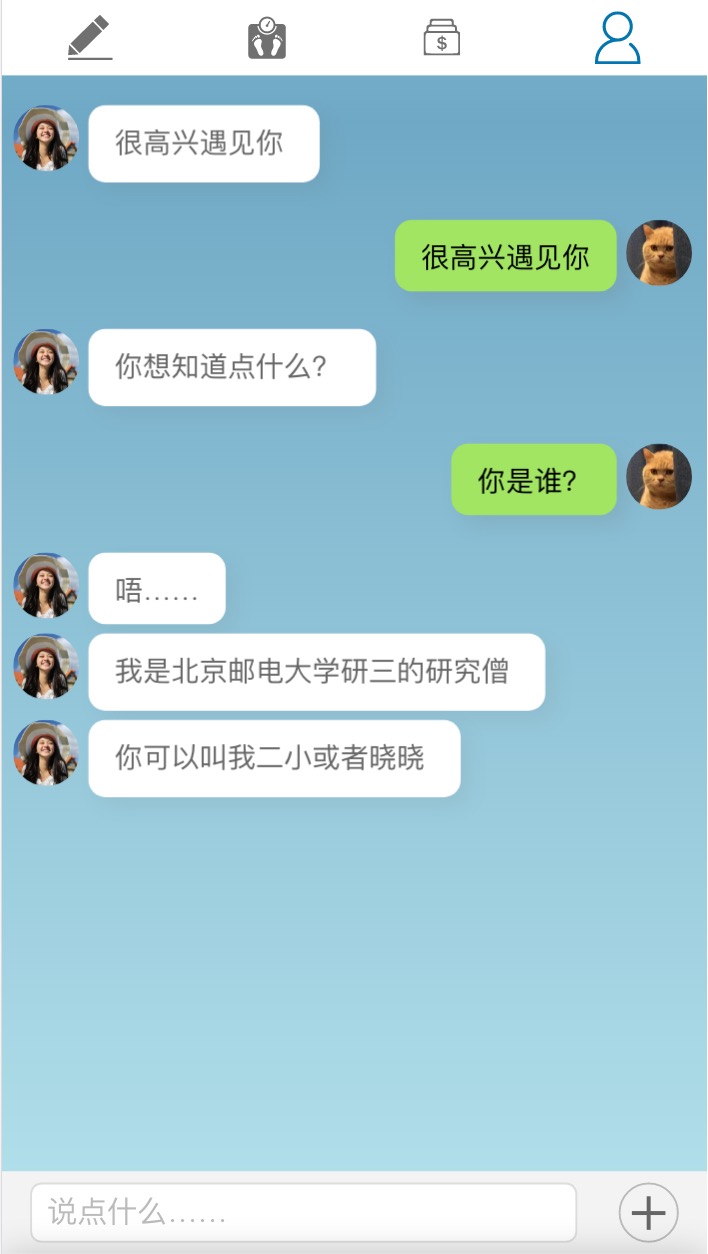 $
很高兴遇见你
很高兴遇见你
你想知道点什么?
你是谁?
唔……
我是北京邮电大学研三的研究僧
你可以叫我二小或者晓晓
说点什么……